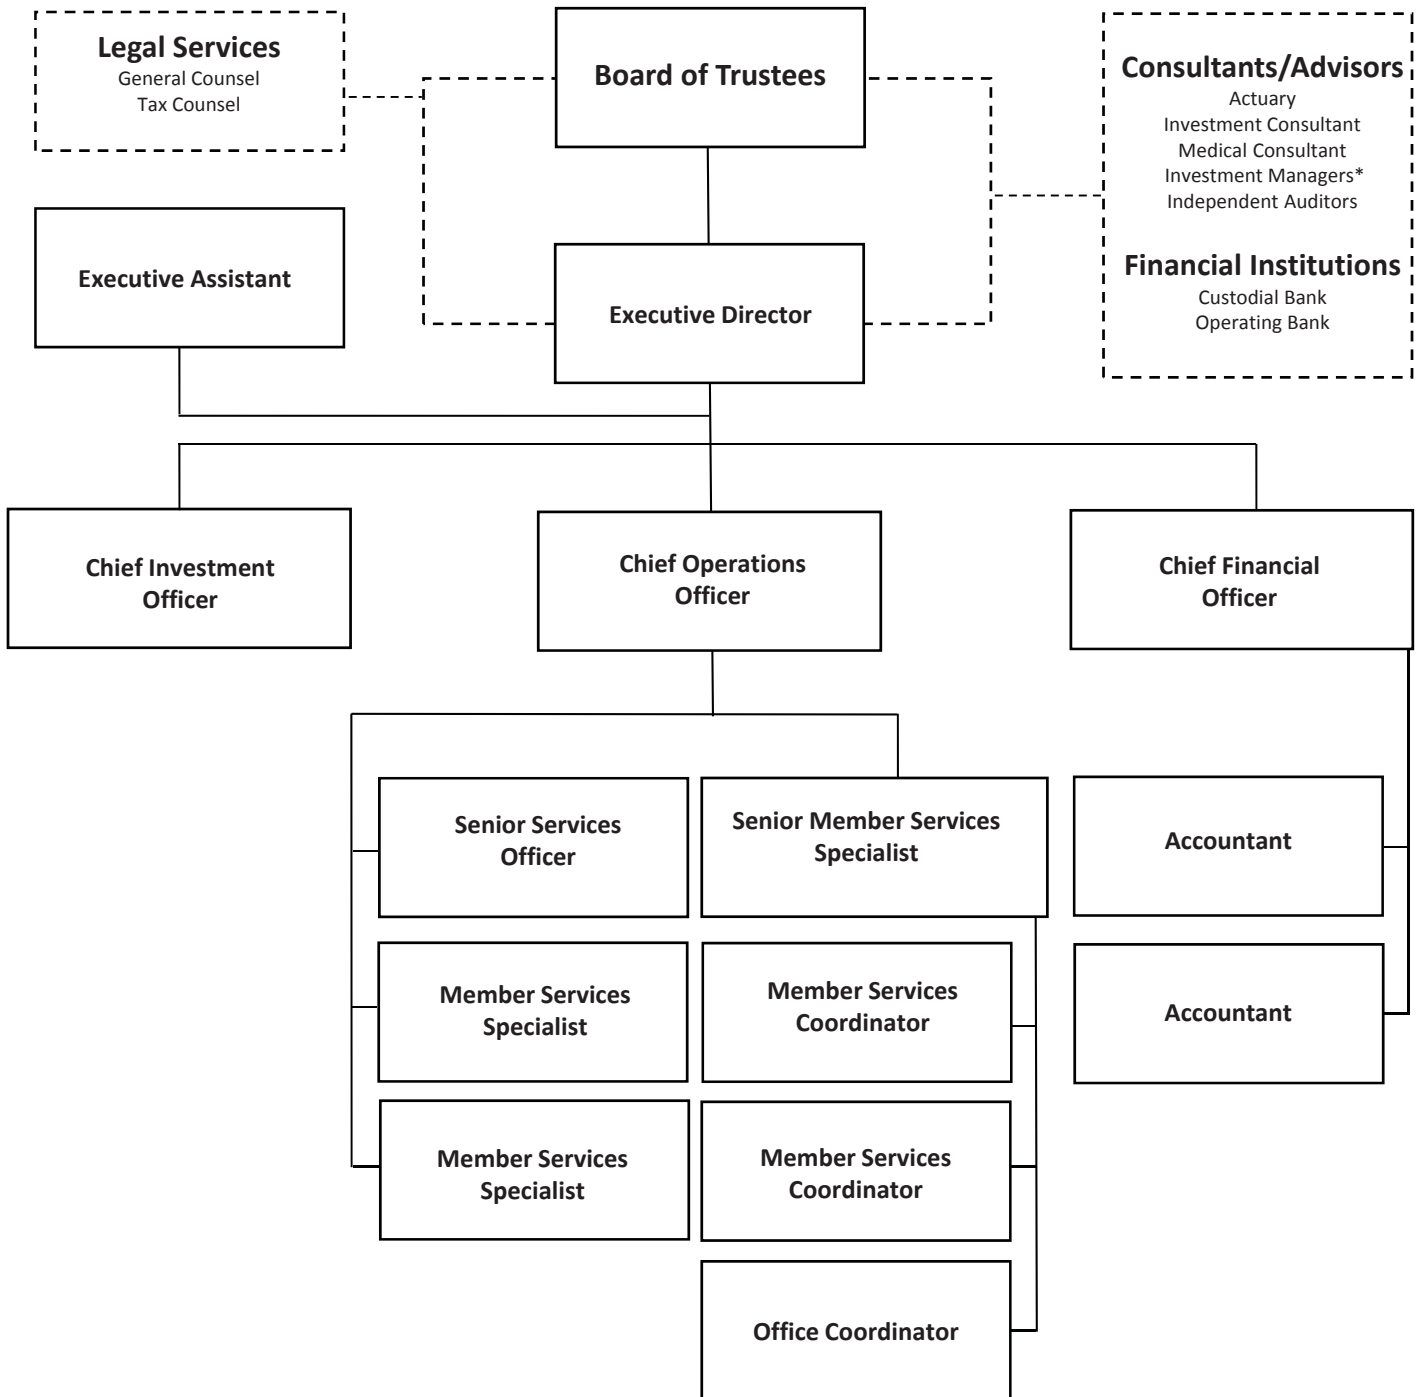 Legal Services
General Counsel
Tax Counsel
Board of Trustees
Consultants/Advisors
Actuary
Investment Consultant
Medical Consultant
Investment Managers*
Independent Auditors
Financial Institutions
Custodial Bank
Operating Bank
Executive Assistant
Executive Director
Chief Investment
Officer
Chief Operations
Officer
Chief Financial
Officer
Senior Services
Officer
Senior Member Services
Specialist
Accountant
Member Services
Specialist
Member Services
Coordinator
Accountant
Member Services
Specialist
Member Services
Coordinator
Office Coordinator